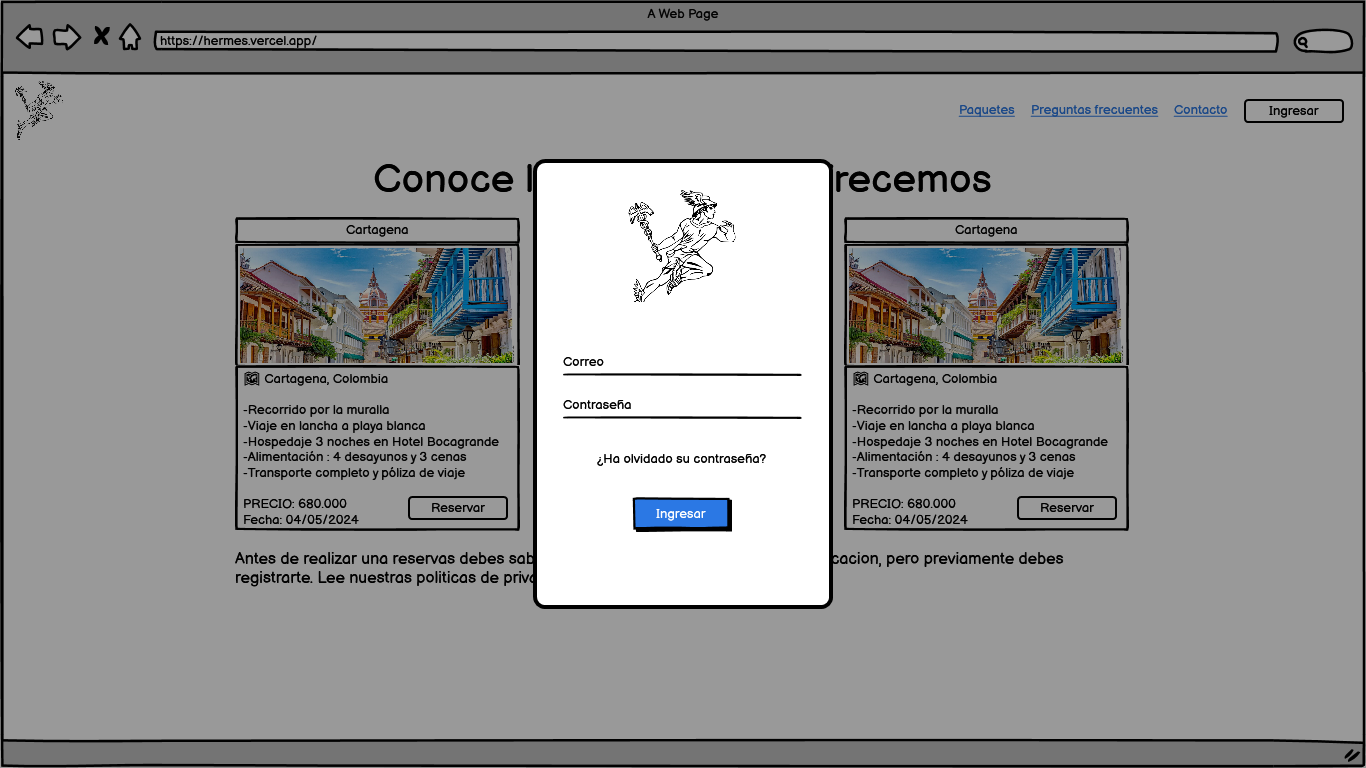 A Web Page
https://hermes.vercel.app/
Paquetes Preguntas frecuentes Contacto Ingresar
Conoce recemos
Cartagena Cartagena
Correo
Cartagena, Colombia Cartagena, Colombia
Contraseña
-Recorrido por la muralla -Recorrido por la muralla
-Viaje en lancha a playa blanca -Viaje en lancha a playa blanca
-Hospedaje 3 noches en Hotel Bocagrande -Hospedaje 3 noches en Hotel Bocagrande
-Alimentación : 4 desayunos y 3 cenas ¿Ha olvidado su contraseña? -Alimentación : 4 desayunos y 3 cenas
-Transporte completo y póliza de viaje -Transporte completo y póliza de viaje
PRECIO: 680.000 Reservar Ingresar PRECIO: 680.000 Reservar
Fecha: 04/05/2024 Fecha: 04/05/2024
Antes de realizar una reservas debes sab cacion, pero previamente debes
registrarte. Lee nuestras politicas de priva